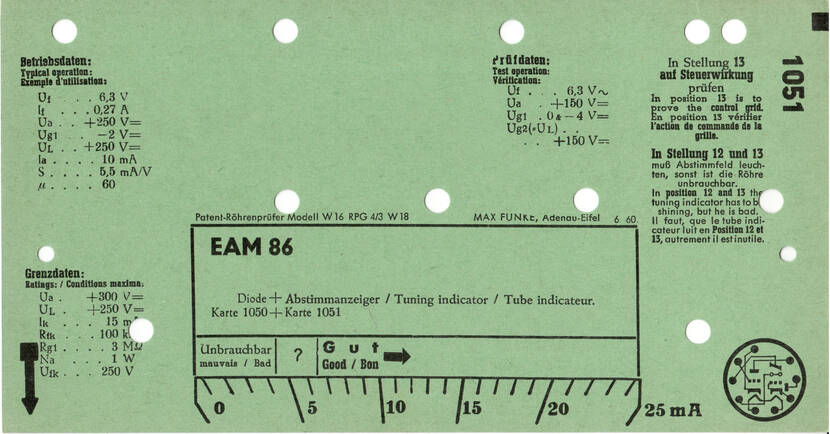 Betriebsdaten:
Typical operation:
Exemple d'utilisation:
Uf . . . 6,3 V
If . . . . 0,27 A
Ua . . +250 V=
Ug1 . . −2 V=
UL . . +250 V=
Ia . . . . 10 mA
S . . . . 5,5 mA/V
μ . . . . 60
Grenzdaten:
Ratings: / Conditions maxima:
Ua . +300 V=
UL . +250 V=
Ik . . . 15
. . . 100
Rg1 . . . 3 MΩ
Na . . . 1 W
Ufk . . 250 V
Prüfdaten:
Test operation:
Vérification:
Uf . . 6,3 V~
Ua . +150 V=
Ug1 . 0 & −4 V=
Ug2(+UL) . .
. . +150 V=
In Stellung 13
auf Steuerwirkung
prüfen
In position 13 is to
prove the control grid.
En position 13 vérifier
l'action de commande de la
grille.
In Stellung 12 und 13
muß Abstimmfeld leuch-
ten, sonst ist die Röhre
unbrauchbar.
In position 12 and 13 the
tuning indicator has to be
shining, but he is bad.
Il faut, que le tube indi-
cateur luit en Position 12 et
13, autrement il est inutile.
1051
Patent-Röhrenprüfer Modell W 16 RPG 4/3 W 18
MAX FUNKE, Adenau-Eifel 6 60.
EAM 86
Diode + Abstimmanzeiger / Tuning indicator / Tube indicateur.
Karte 1050 + Karte 1051
Unbrauchbar
mauvais / Bad
?
Gut
Good / Bon
0 5 10 15 20 25 mA